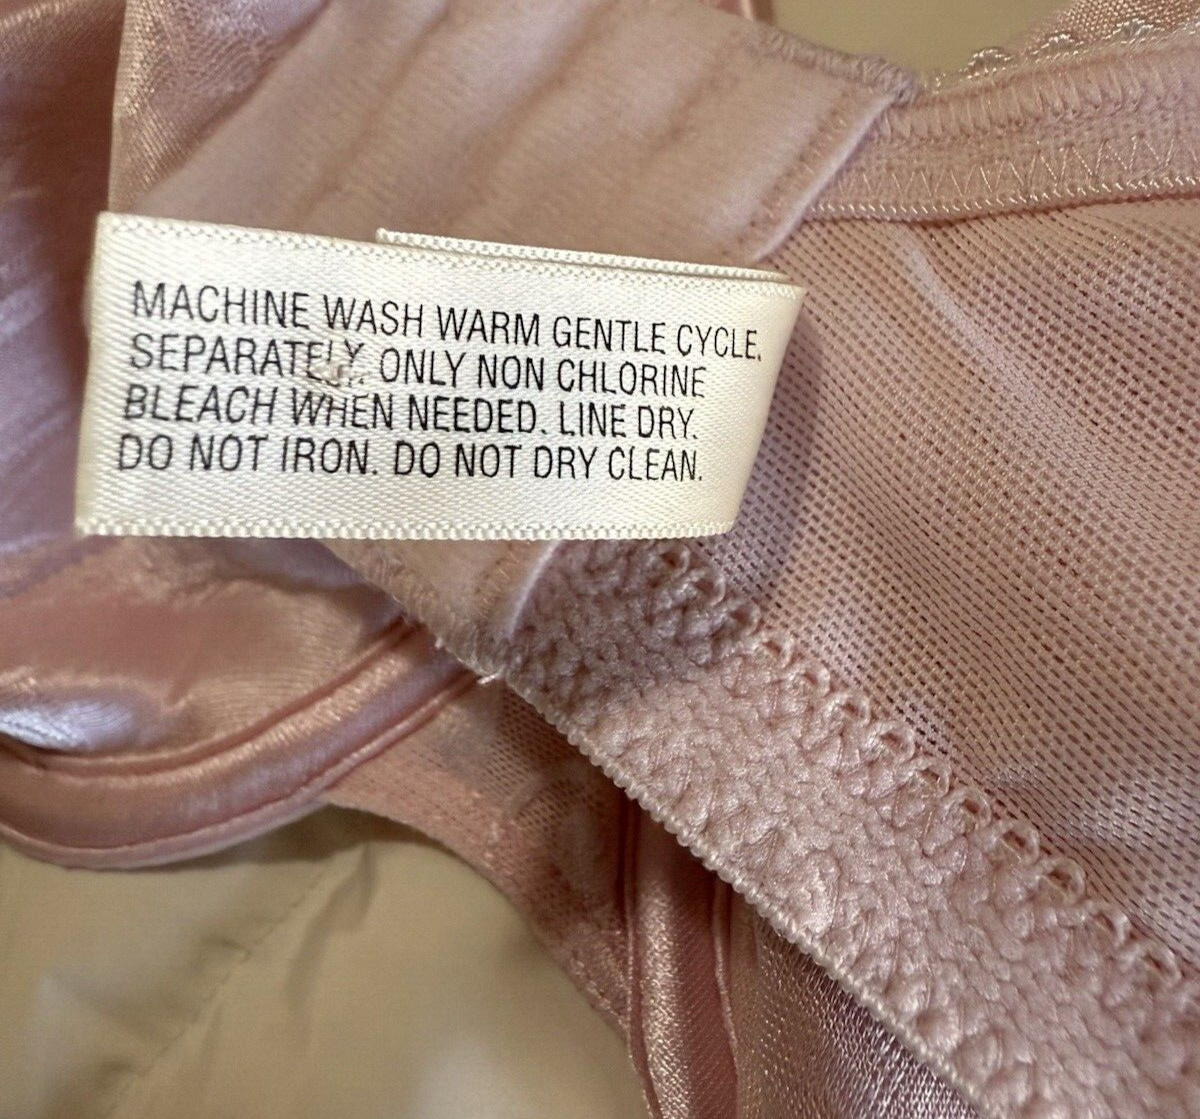 MACHINE WASH WARM GENTLE CYCLE.
SEPARATELY. ONLY NON CHLORINE
BLEACH WHEN NEEDED. LINE DRY.
DO NOT IRON. DO NOT DRY CLEAN.